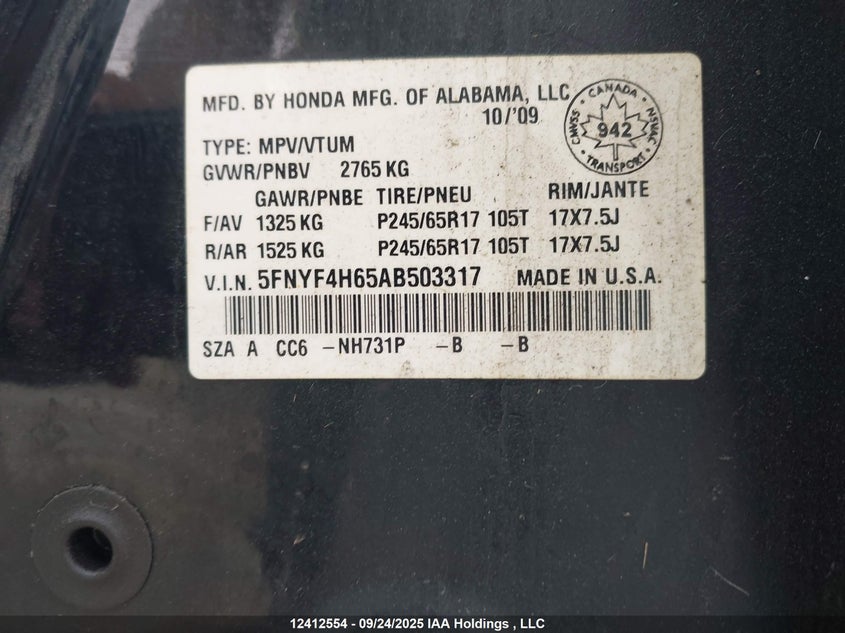 MFD. BY HONDA MFG. OF ALABAMA, LLC
10/'09
CANADA
NSVAC
CMVSS
942
TRANSPORT
TYPE: MPV/VTUM
GVWR/PNBV 2765 KG
GAWR/PNBE TIRE/PNEU RIM/JANTE
F/AV 1325 KG P245/65R17 105T 17X7.5J
R/AR 1525 KG P245/65R17 105T 17X7.5J
V.I.N. 5FNYF4H65AB503317 MADE IN U.S.A.
SZA A CC6 -NH731P -B -B
12412554 - 09/24/2025 IAA Holdings , LLC